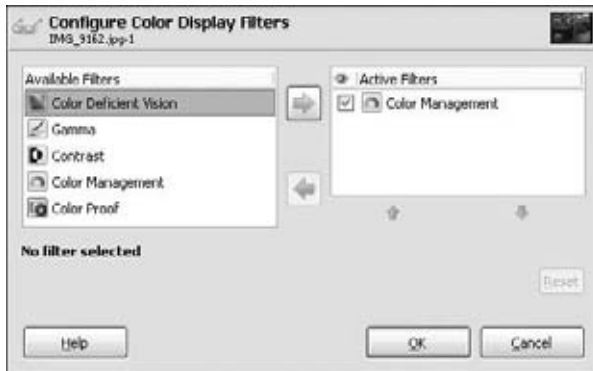 Configure Color Display Filters
IMG_9162.jpg-1
Available Filters
Color Deficient Vision
Gamma
Contrast
Color Management
Color Proof
Active Filters
Color Management
No filter selected
Reset
Help
OK
Cancel